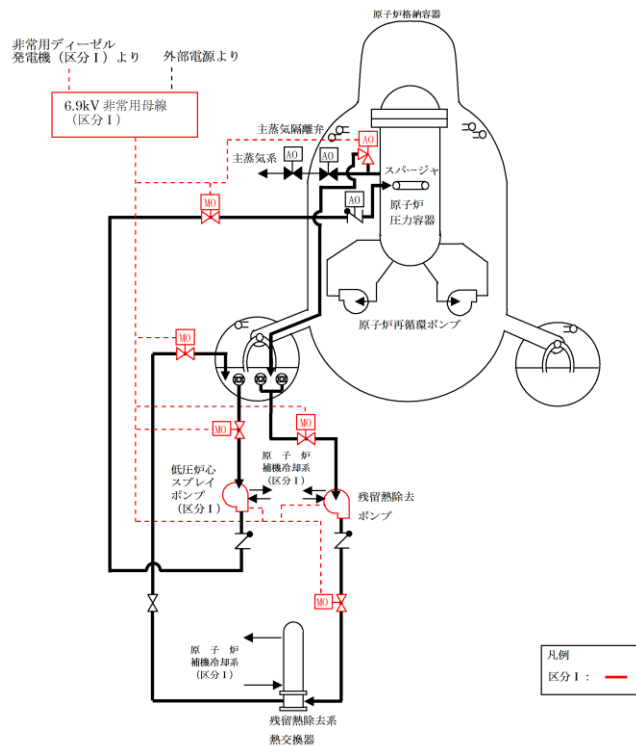 原子炉格納容器
非常用ディーゼル
発電機（区分Ⅰ）より
外部電源より
6.9kV 非常用母線
（区分Ⅰ）
主蒸気隔離弁
AO
主蒸気系
AO
AO
スパージャ
MO
AO
原子炉
圧力容器
原子炉再循環ポンプ
MO
MO
MO
原 子 炉
補機冷却系
（区分Ⅰ）
低圧炉心
スプレイ
ポンプ
（区分Ⅰ）
残留熱除去
ポンプ
MO
原 子 炉
補機冷却系
（区分Ⅰ）
凡例
区分Ⅰ：
残留熱除去系
熱交換器